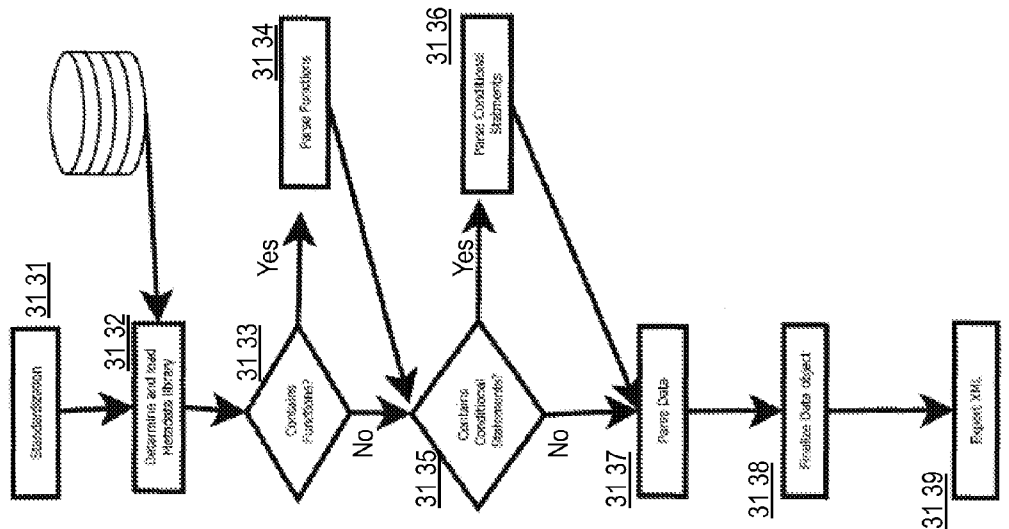 31 31
Standardization
31 32
Determine and load
Metadata library
31 33
Contains
Functions?
Yes
31 34
Parse Functions
No
31 35
Contains
Conditional
Statments?
Yes
31 36
Parse Conditional
Statments
No
31 37
Parse Data
31 38
Finalize Data object
31 39
Export XML